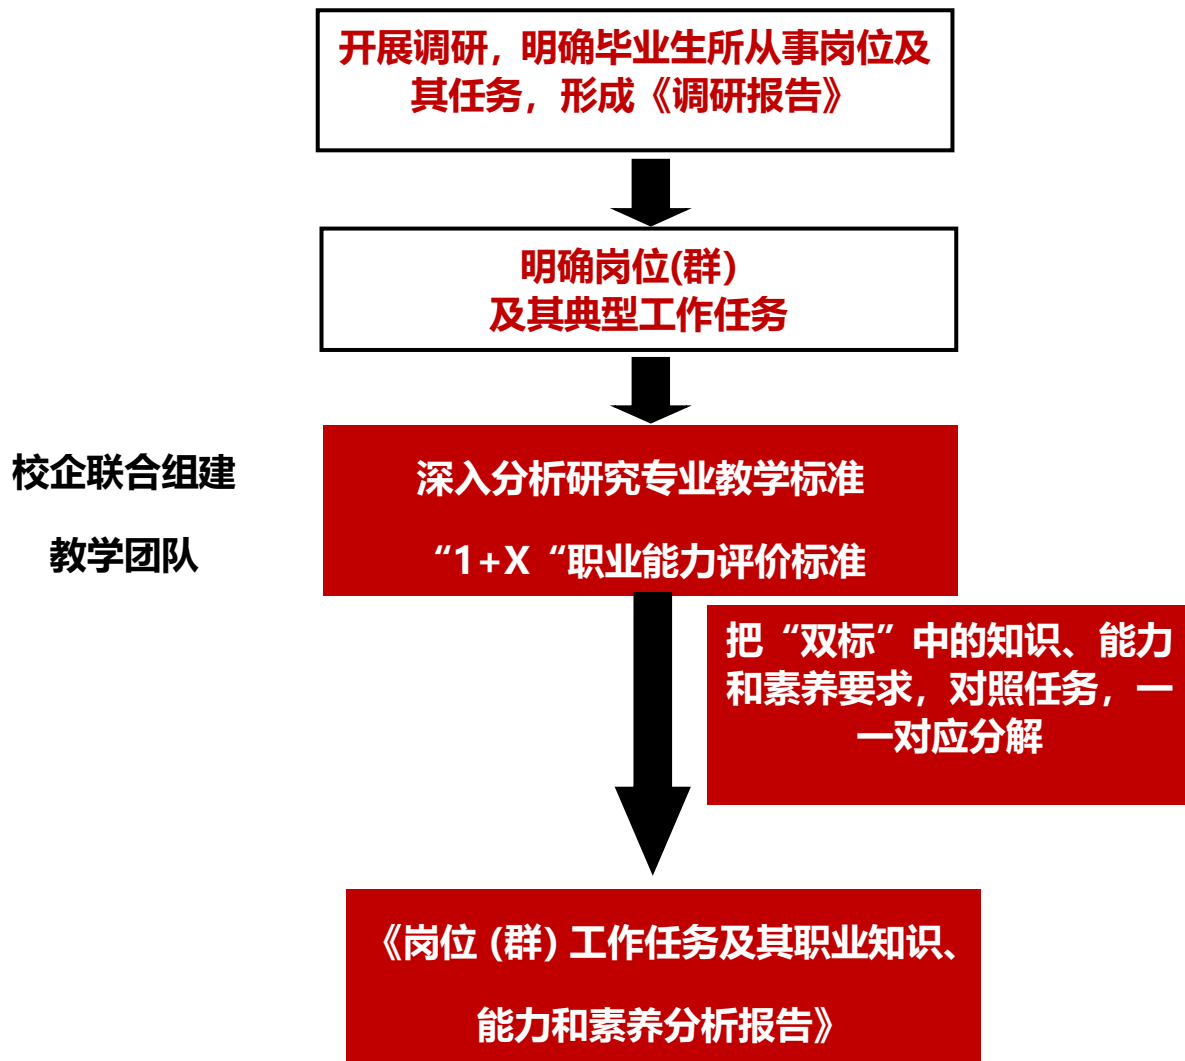 开展调研，明确毕业生所从事岗位及
其任务，形成《调研报告》
明确岗位(群)
及其典型工作任务
校企联合组建
教学团队
深入分析研究专业教学标准
“1+X“职业能力评价标准
把“双标”中的知识、能力
和素养要求，对照任务，一
一对应分解
《岗位（群）工作任务及其职业知识、
能力和素养分析报告》